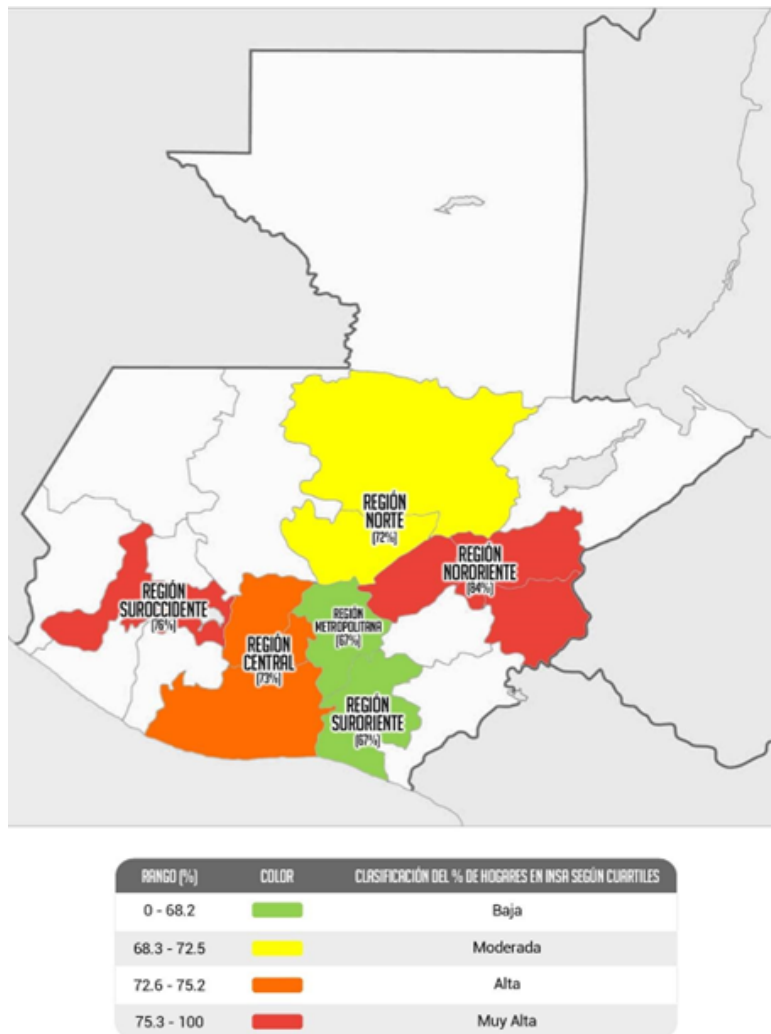 REGIÓN
NORTE
(72%)
REGIÓN
NORORIENTE
(84%)
REGIÓN
SUROCCIDENTE
(76%)
REGIÓN
METROPOLITANA
(67%)
REGIÓN
CENTRAL
(73%)
REGIÓN
SURORIENTE
(67%)
RANGO (%) COLOR CLASIFICACIÓN DEL % DE HOGARES EN INSA SEGÚN CUARTILES
0 - 68.2 Baja
68.3 - 72.5 Moderada
72.6 - 75.2 Alta
75.3 - 100 Muy Alta